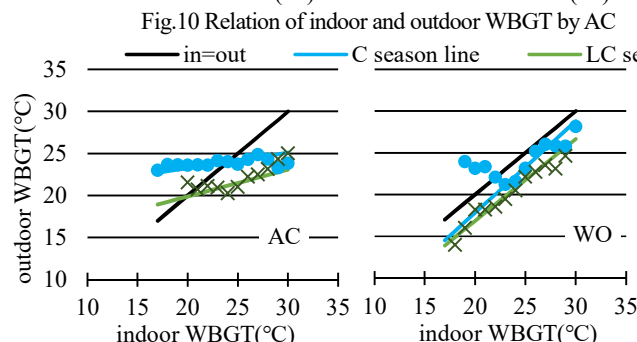 Fig.10 Relation of indoor and outdoor WBGT by AC
in=out C season line LC se
outdoor WBGT(°C)
35
30
25
20
15
10
AC
10 15 20 25 30 35
indoor WBGT(°C)
WO
10 15 20 25 30 35
indoor WBGT(°C)